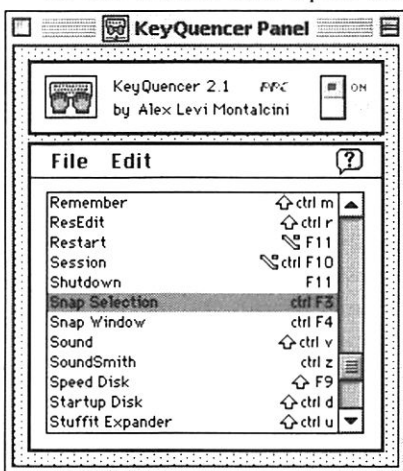 KeyQuencer Panel
KeyQuencer 2.1 PPC ON
by Alex Levi Montalcini
File Edit ?
Remember ⇧ ctrl m
ResEdit ⇧ ctrl r
Restart ⌥ F11
Session ⌥ ctrl F10
Shutdown F11
Snap Selection ctrl F3
Snap Window ctrl F4
Sound ⇧ ctrl v
SoundSmith ctrl z
Speed Disk ⇧ F9
Startup Disk ⇧ ctrl d
Stuffit Expander ⇧ ctrl u